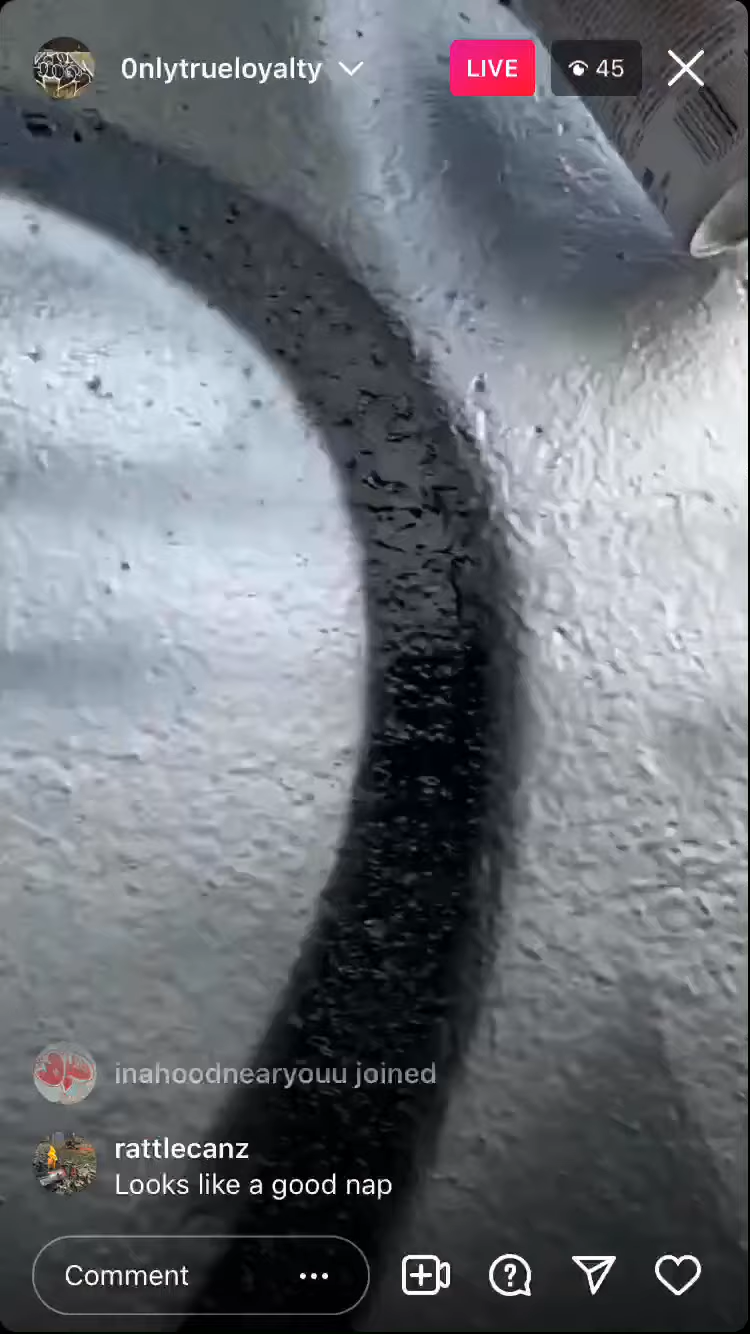 0nlytrueloyalty
LIVE
45
inahoodnearyouu joined
rattlecanz
Looks like a good nap
Comment